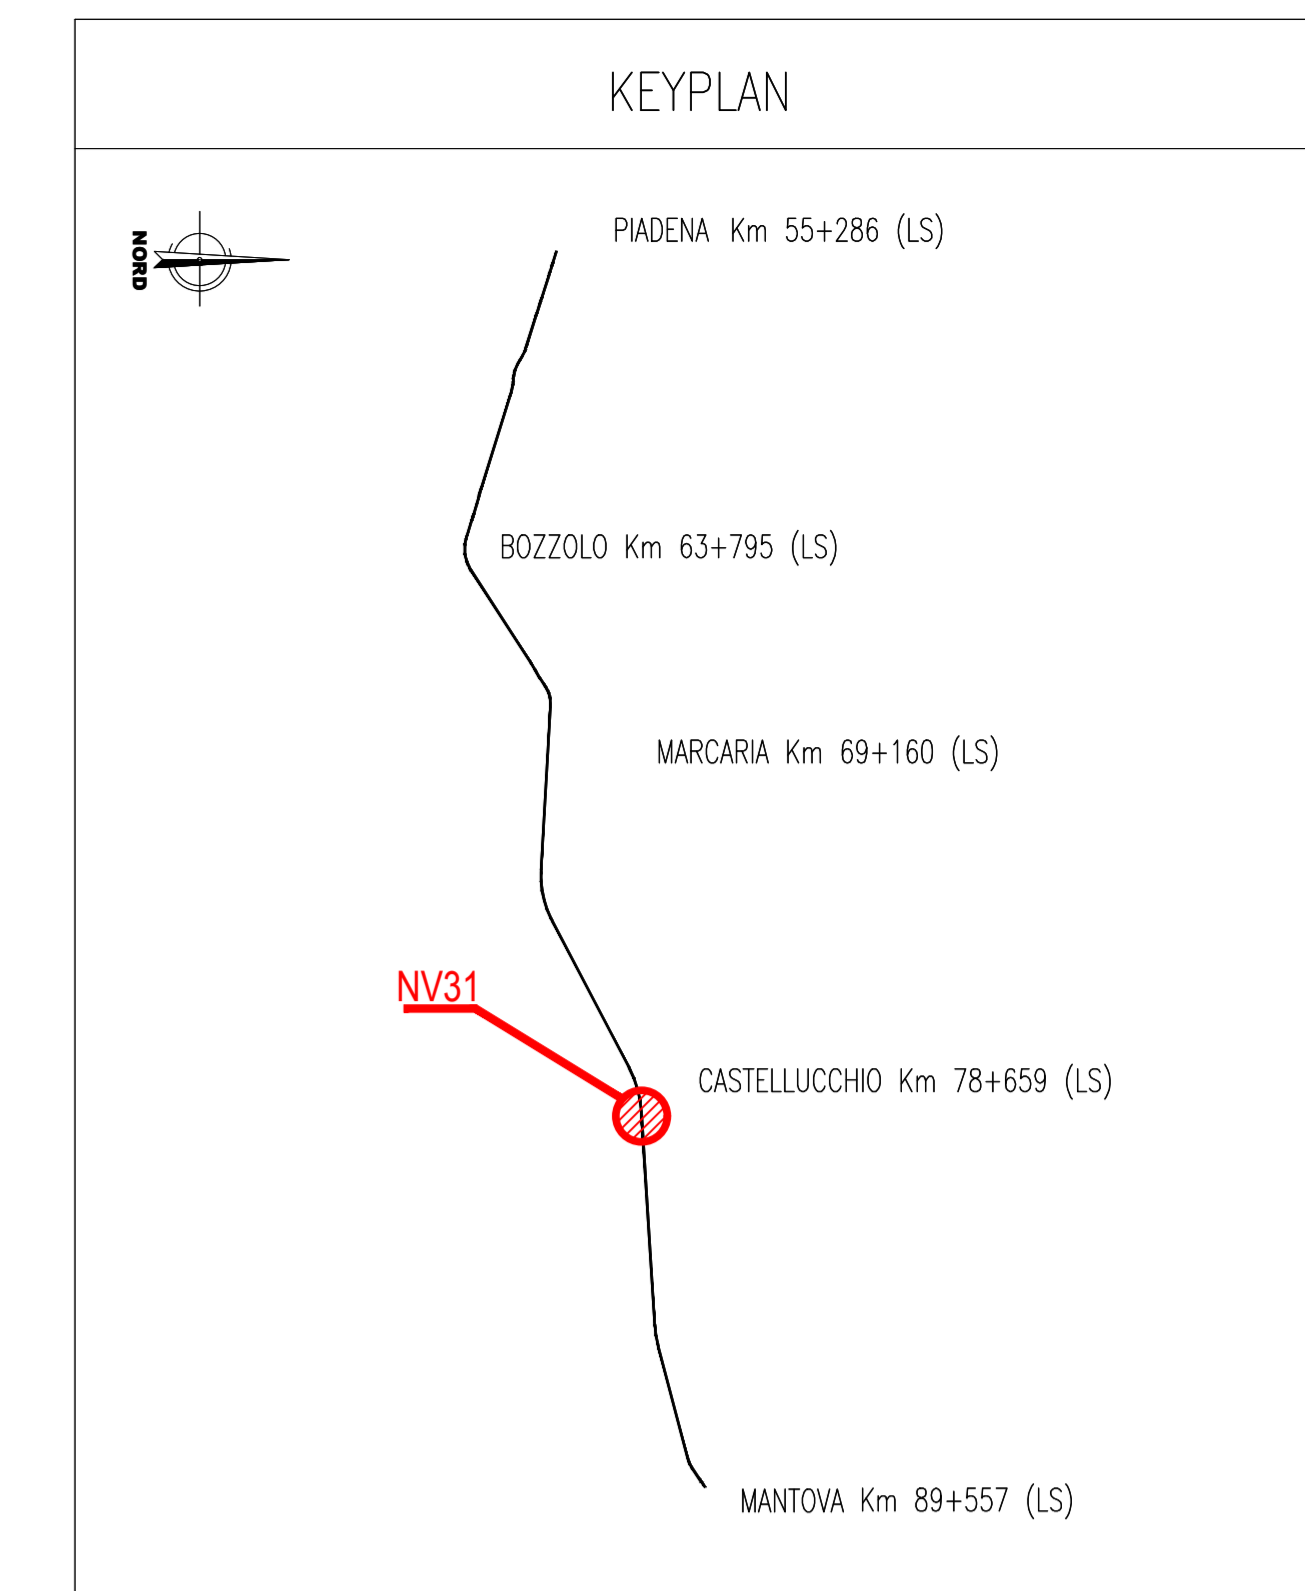 KEYPLAN
NORD
PIADENA Km 55+286 (LS)
BOZZOLO Km 63+795 (LS)
MARCARIA Km 69+160 (LS)
NV31
CASTELLUCCHIO Km 78+659 (LS)
MANTOVA Km 89+557 (LS)